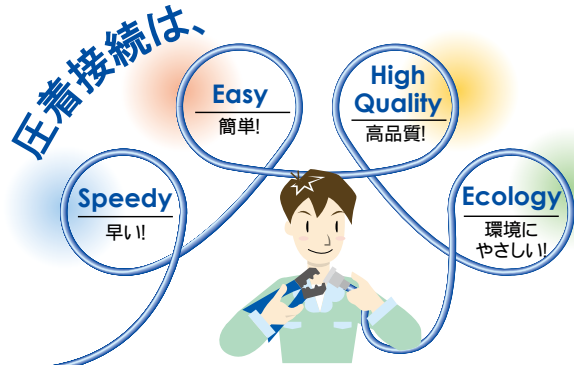 圧着接続は、
Speedy
早い!
Easy
簡単!
High
Quality
高品質!
Ecology
環境に
やさしい!